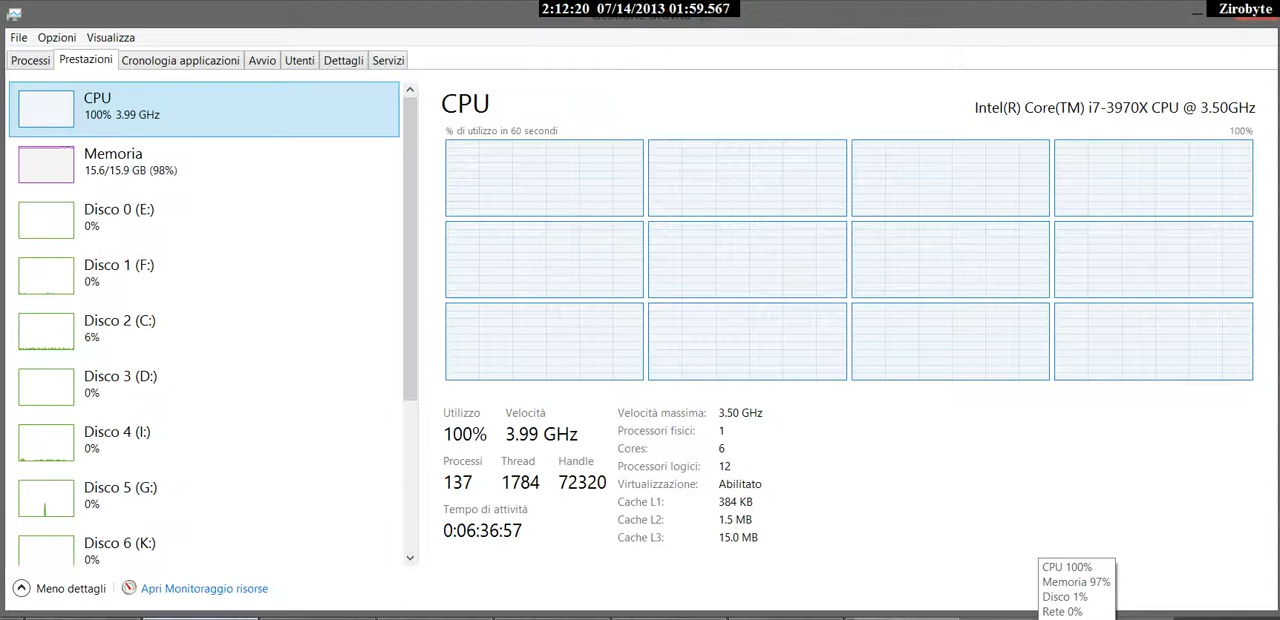 2:12:20 07/14/2013 01:59.567
Zirobyte
File Opzioni Visualizza
Processi Prestazioni Cronologia applicazioni Avvio Utenti Dettagli Servizi
CPU
100% 3.99 GHz
Memoria
15.6/15.9 GB (98%)
Disco 0 (E:)
0%
Disco 1 (F:)
0%
Disco 2 (C:)
6%
Disco 3 (D:)
0%
Disco 4 (I:)
0%
Disco 5 (G:)
0%
Disco 6 (K:)
0%
CPU
Intel(R) Core(TM) i7-3970X CPU @ 3.50GHz
% di utilizzo in 60 secondi
100%
Utilizzo Velocità
100% 3.99 GHz
Processi Thread Handle
137 1784 72320
Tempo di attività
0:06:36:57
Velocità massima: 3.50 GHz
Processori fisici: 1
Cores: 6
Processori logici: 12
Virtualizzazione: Abilitato
Cache L1: 384 KB
Cache L2: 1.5 MB
Cache L3: 15.0 MB
CPU 100%
Memoria 97%
Disco 1%
Rete 0%
Meno dettagli
Apri Monitoraggio risorse